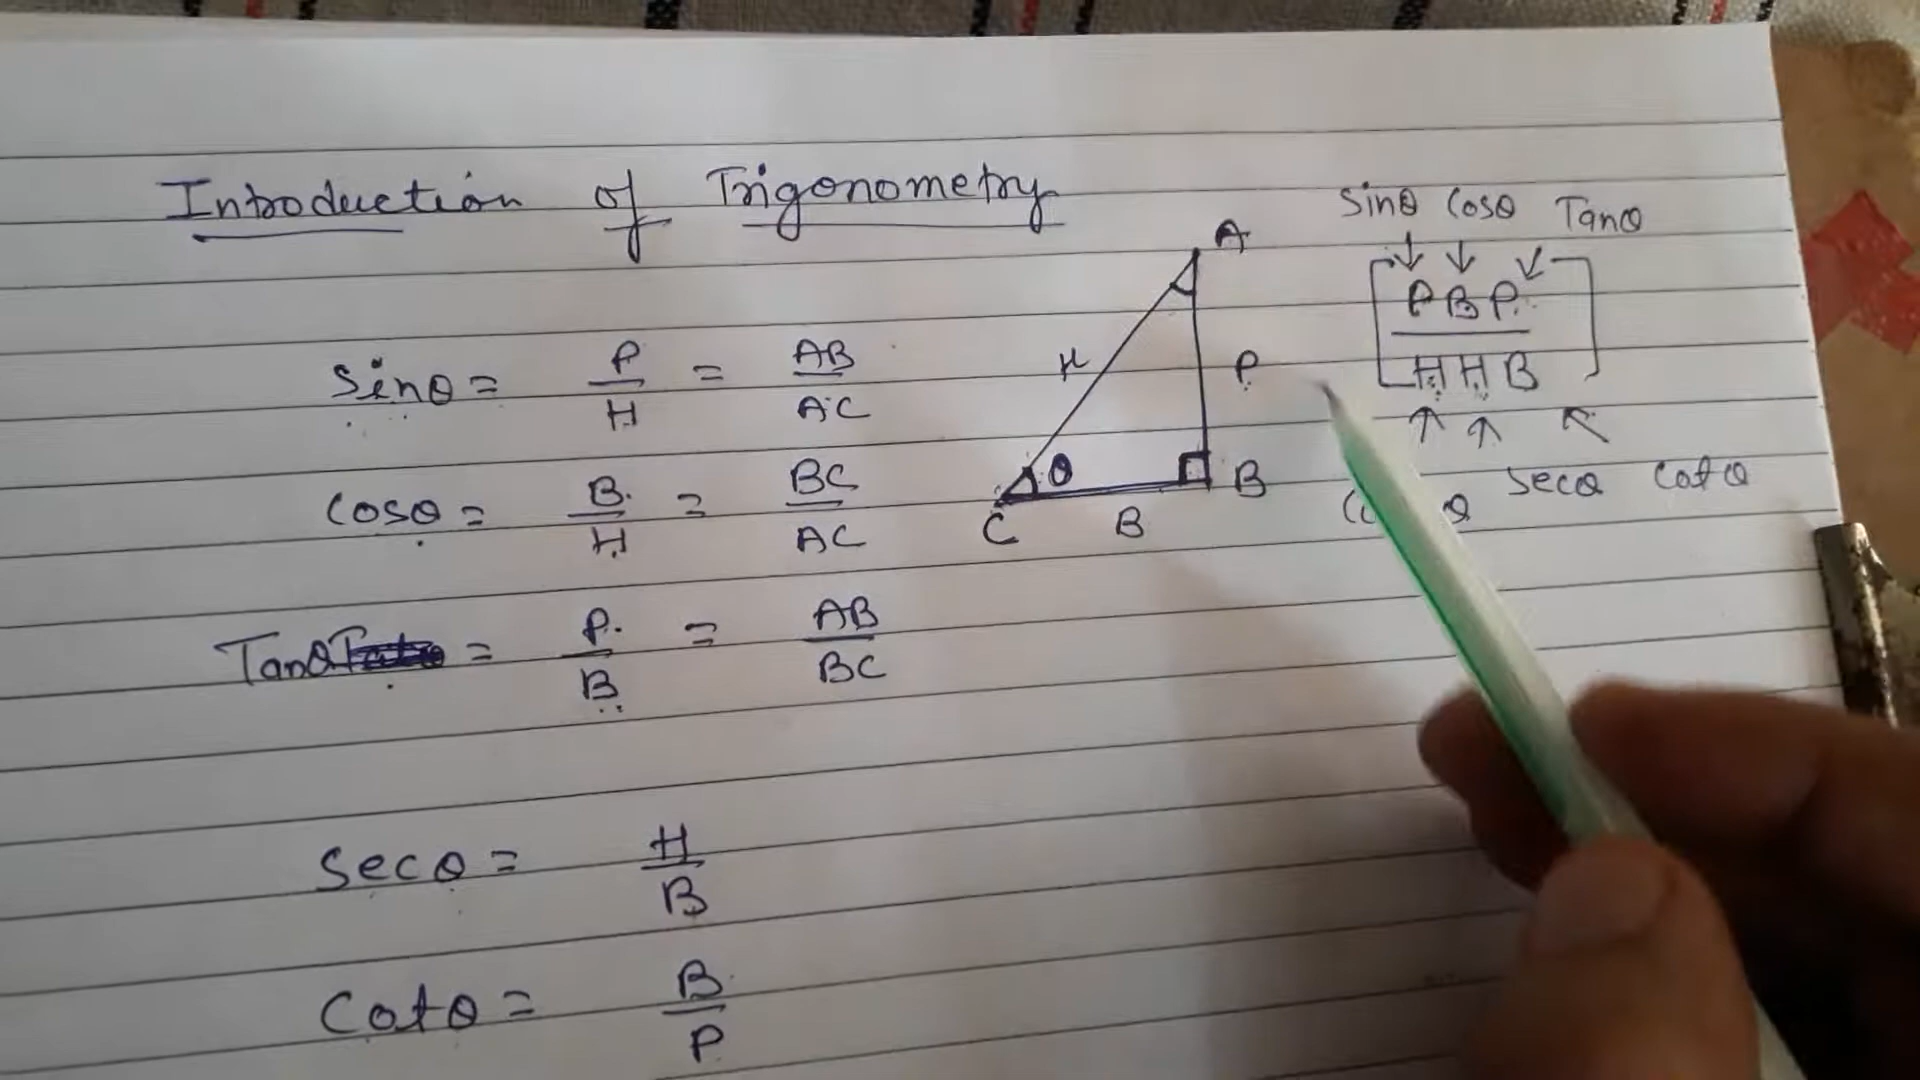 Introduction of Trigonometry
Sinθ Cosθ Tanθ
P B P
H H B
Secθ Cotθ
A
H
P
θ
C
B
B
Sinθ = P/H = AB/AC
Cosθ = B/H = BC/AC
Tanθ = P/B = AB/BC
Secθ = H/B
Cotθ = B/P